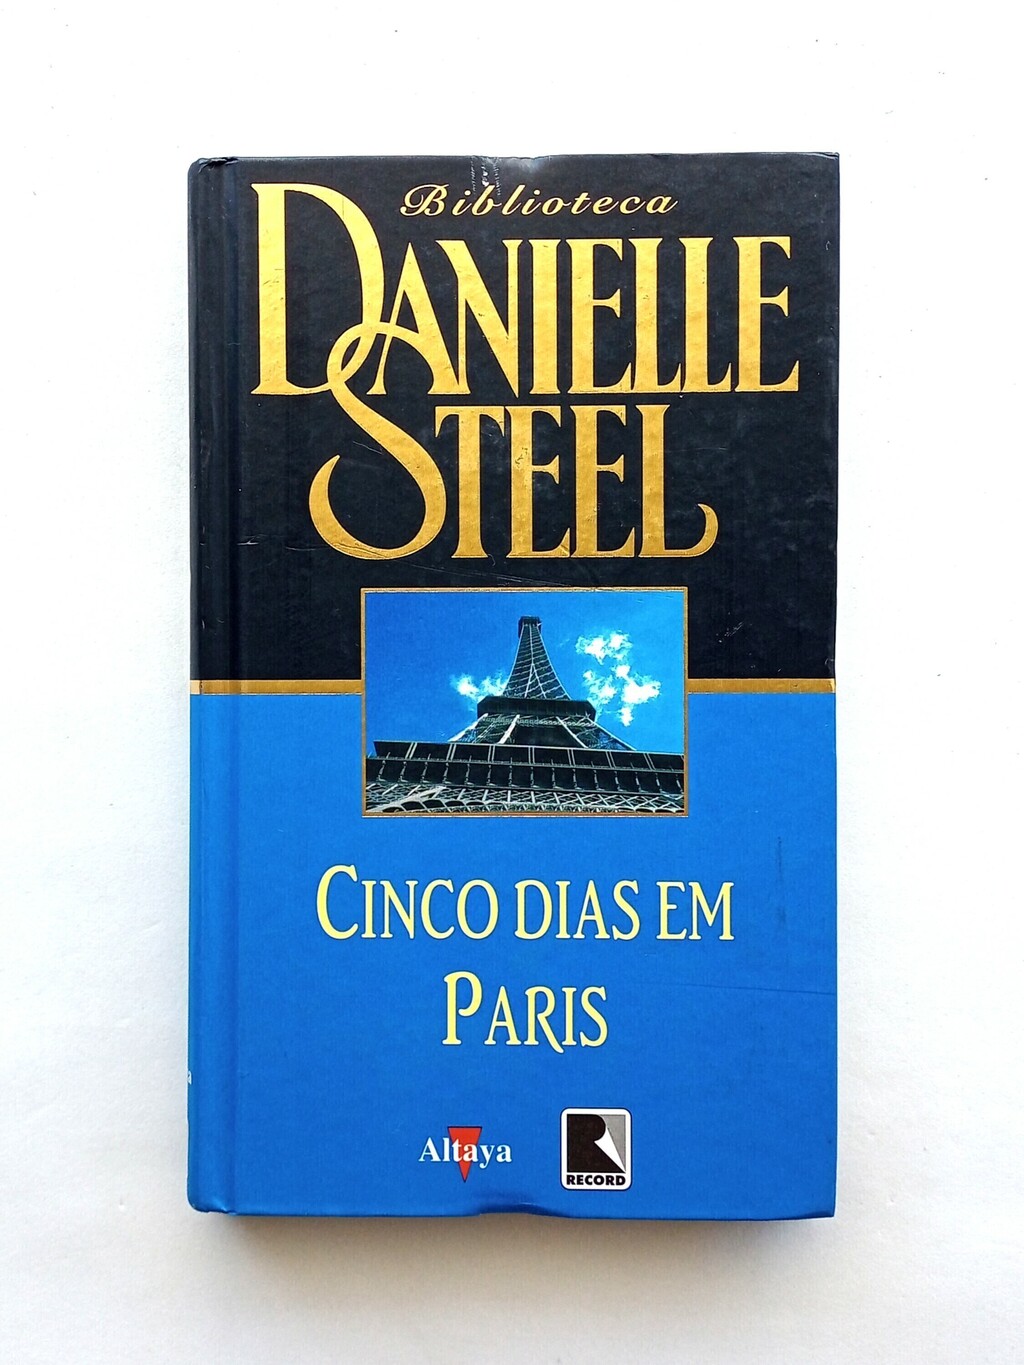 Biblioteca
DANIELLE
STEEL
CINCO DIAS EM
PARIS
Altaya
R
RECORD